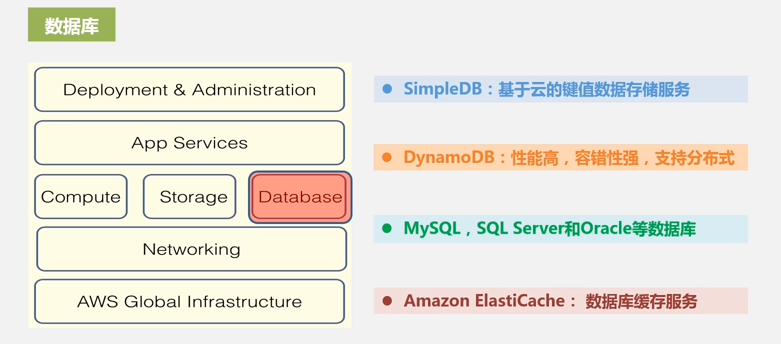 数据库
Deployment & Administration
App Services
Compute
Storage
Database
Networking
AWS Global Infrastructure
SimpleDB：基于云的键值数据存储服务
DynamoDB：性能高，容错性强，支持分布式
MySQL，SQL Server和Oracle等数据库
Amazon ElastiCache： 数据库缓存服务